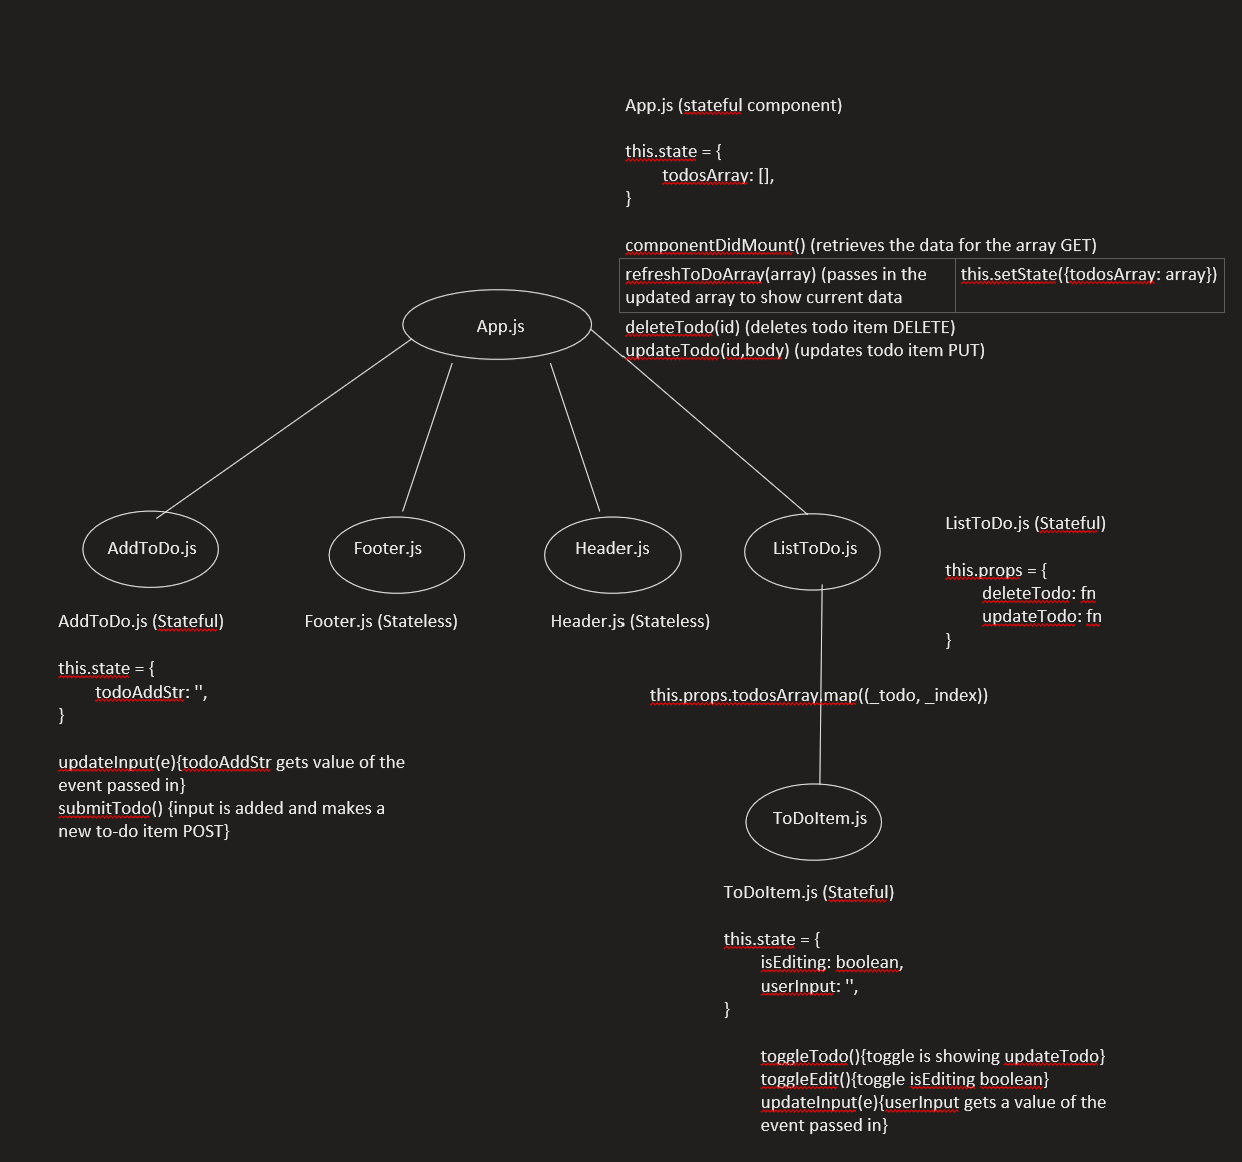 App.js (stateful component)
this.state = {
todosArray: [],
}
componentDidMount() (retrieves the data for the array GET)
refreshToDoArray(array) (passes in the
updated array to show current data
this.setState({todosArray: array})
deleteTodo(id) (deletes todo item DELETE)
updateTodo(id,body) (updates todo item PUT)
App.js
AddToDo.js
Footer.js
Header.js
ListToDo.js
ListToDo.js (Stateful)
this.props = {
deleteTodo: fn
updateTodo: fn
}
AddToDo.js (Stateful)
this.state = {
todoAddStr: '',
}
updateInput(e){todoAddStr gets value of the
event passed in}
submitTodo() {input is added and makes a
new to-do item POST}
Footer.js (Stateless)
Header.js (Stateless)
this.props.todosArray.map((_todo, _index))
ToDoItem.js
ToDoItem.js (Stateful)
this.state = {
isEditing: boolean,
userInput: '',
}
toggleTodo(){toggle is showing updateTodo}
toggleEdit(){toggle isEditing boolean}
updateInput(e){userInput gets a value of the
event passed in}